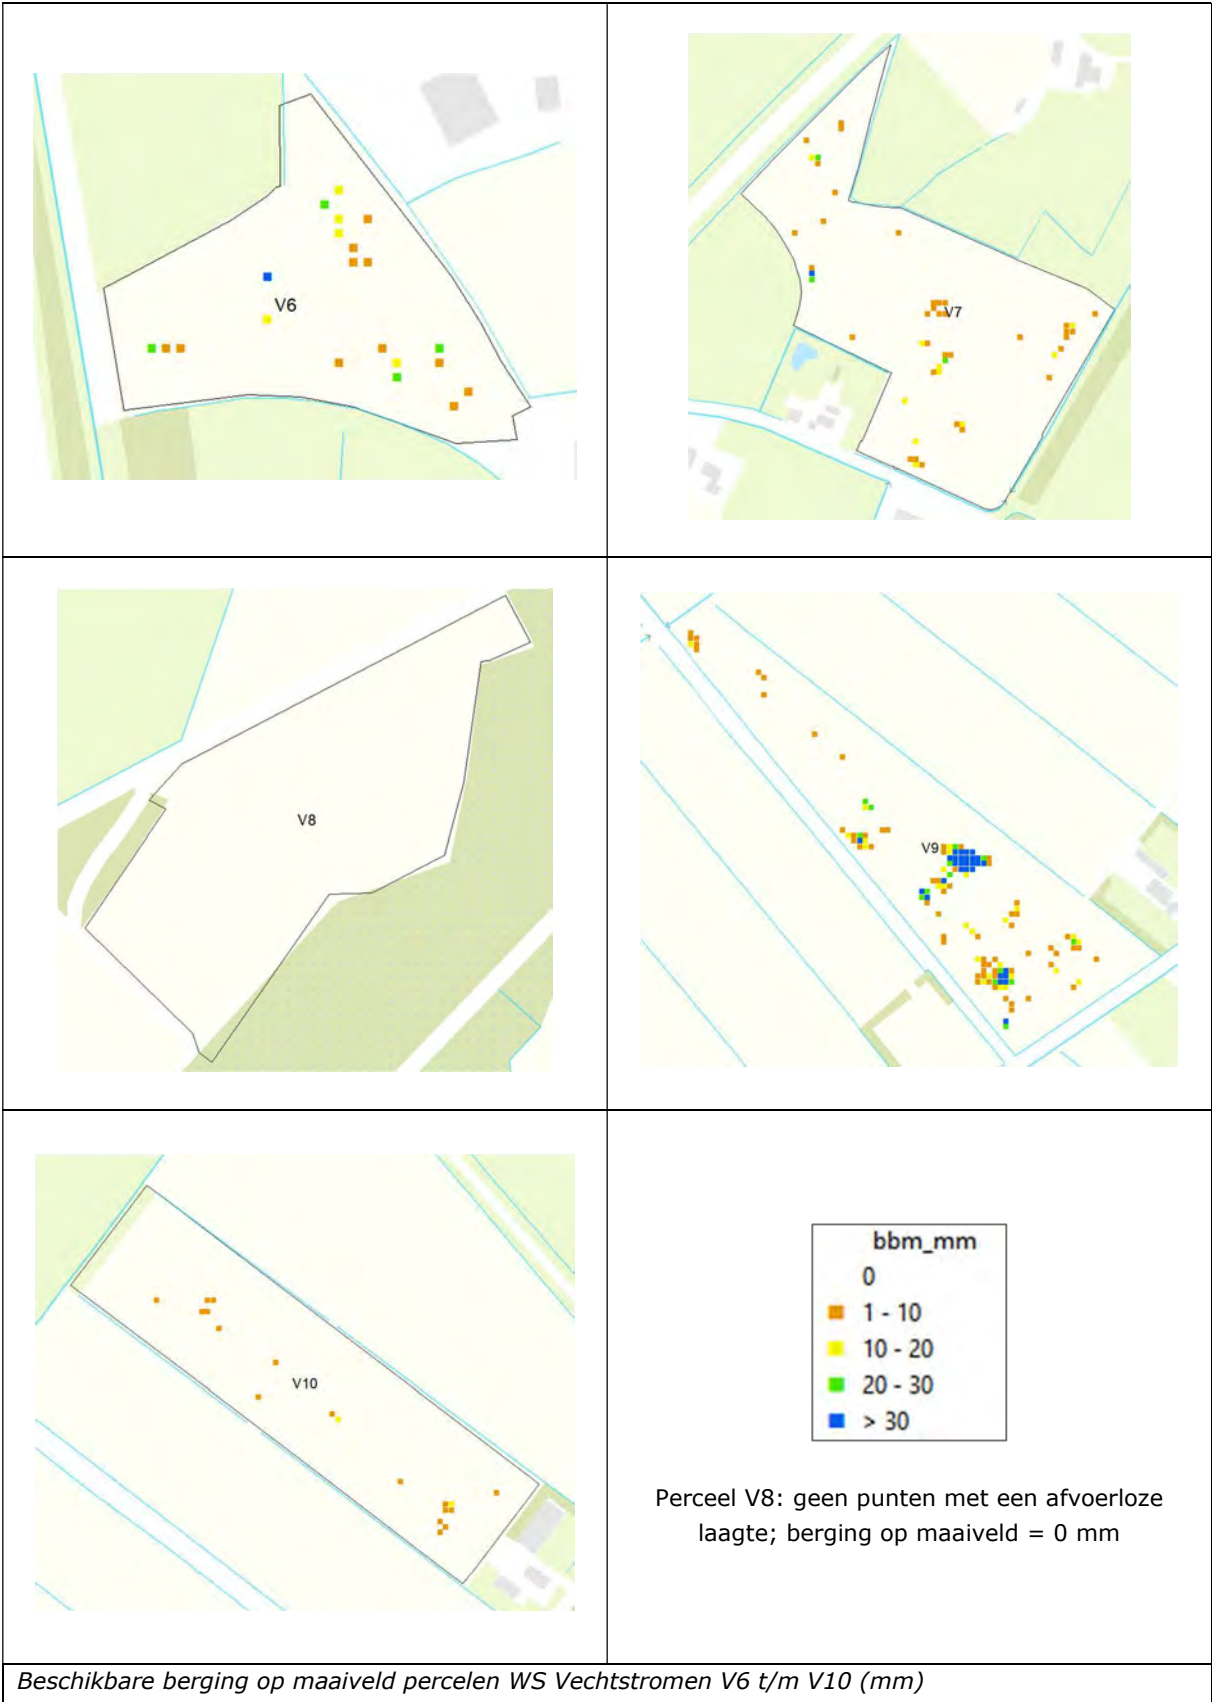 V6
V7
V8
V9
V10
bbm_mm
0
1 - 10
10 - 20
20 - 30
> 30
Perceel V8: geen punten met een afvoerloze
laagte; berging op maaiveld = 0 mm
Beschikbare berging op maaiveld percelen WS Vechtstromen V6 t/m V10 (mm)